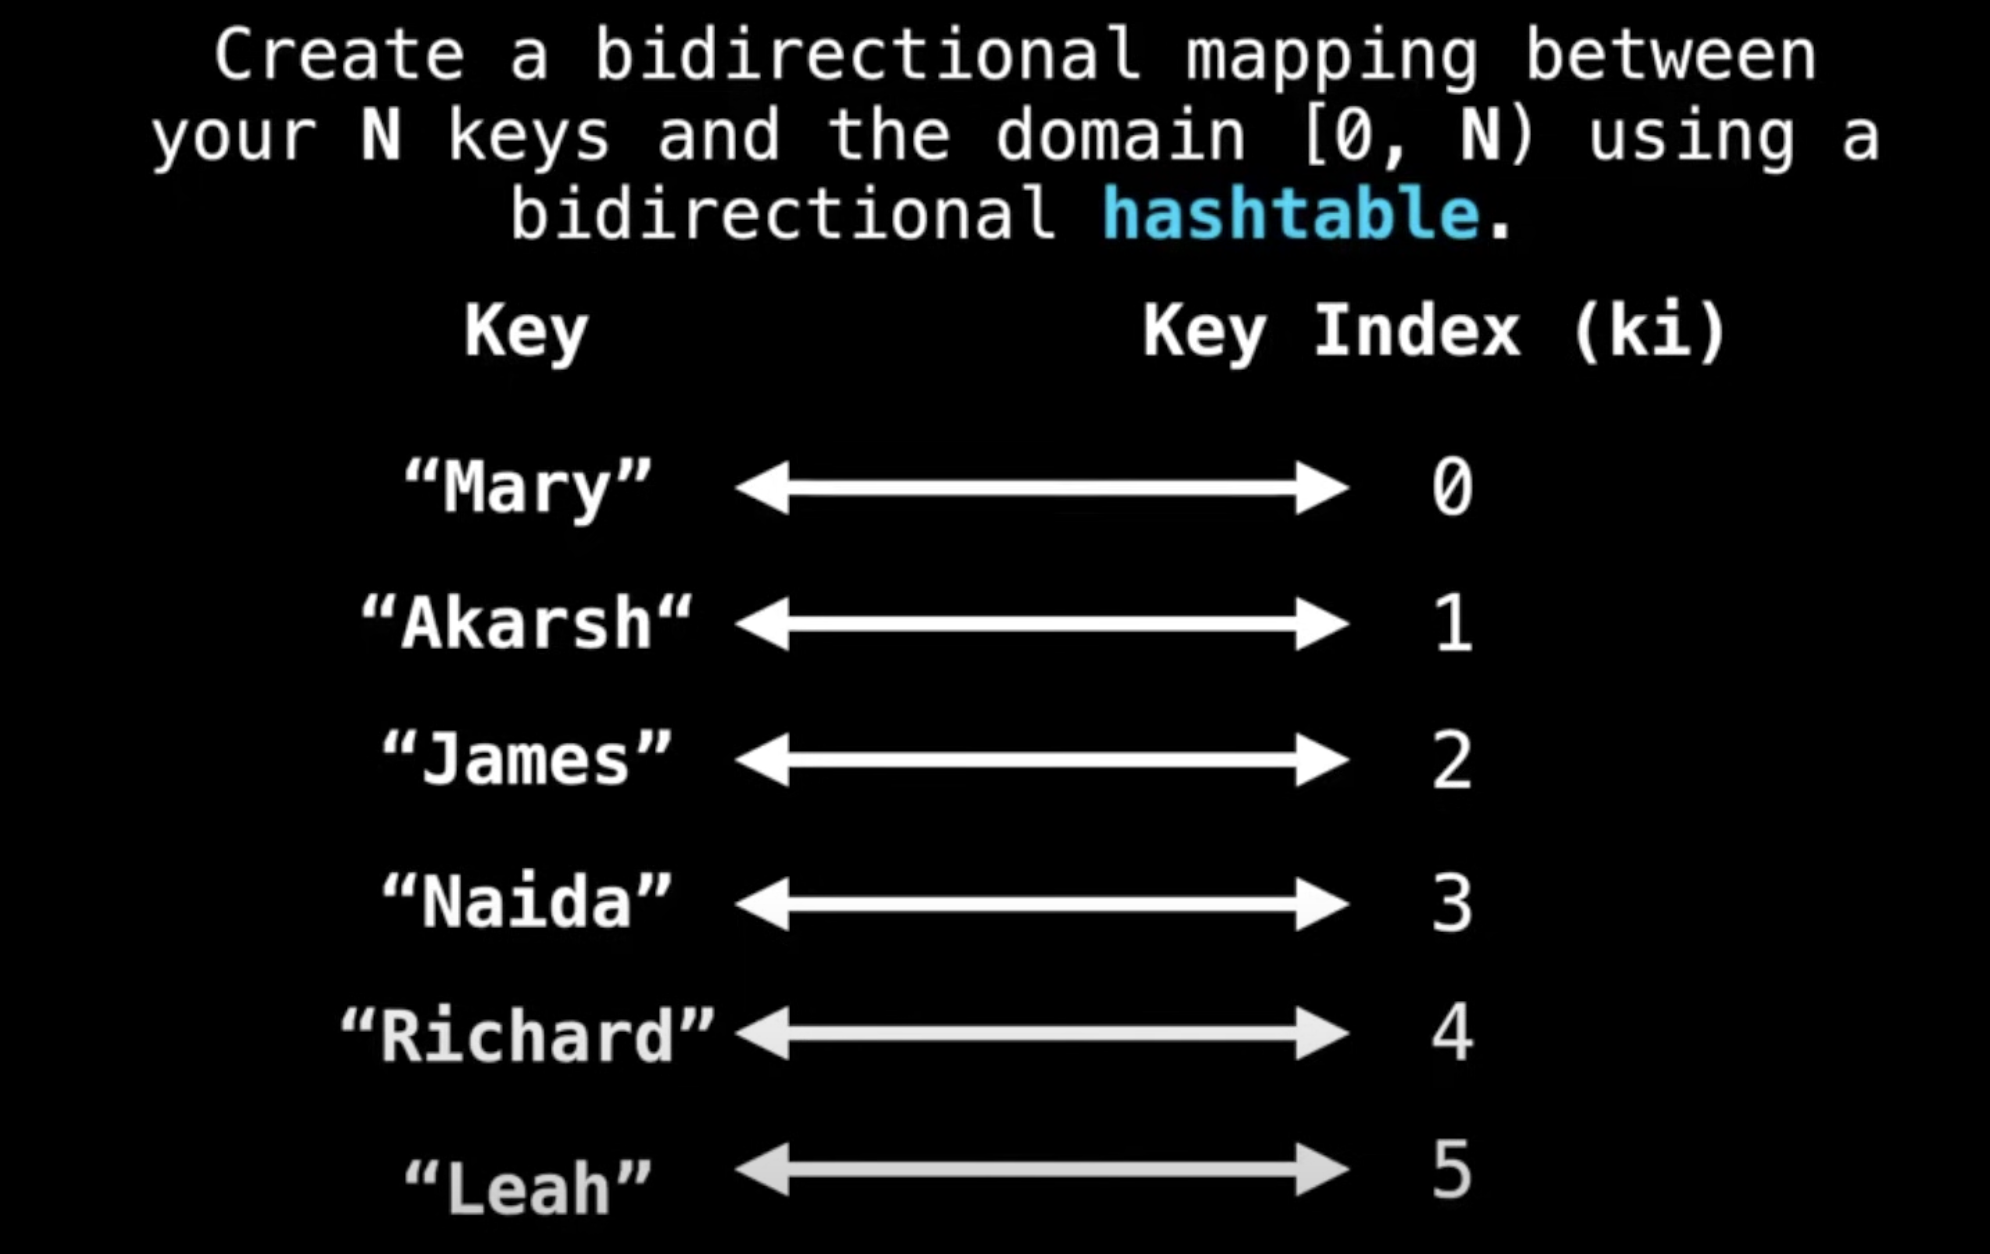 Create a bidirectional mapping between
your N keys and the domain [0, N) using a
bidirectional hashtable.
Key Key Index (ki)
“Mary” 0
“Akarsh“ 1
“James” 2
“Naida” 3
“Richard” 4
“Leah” 5